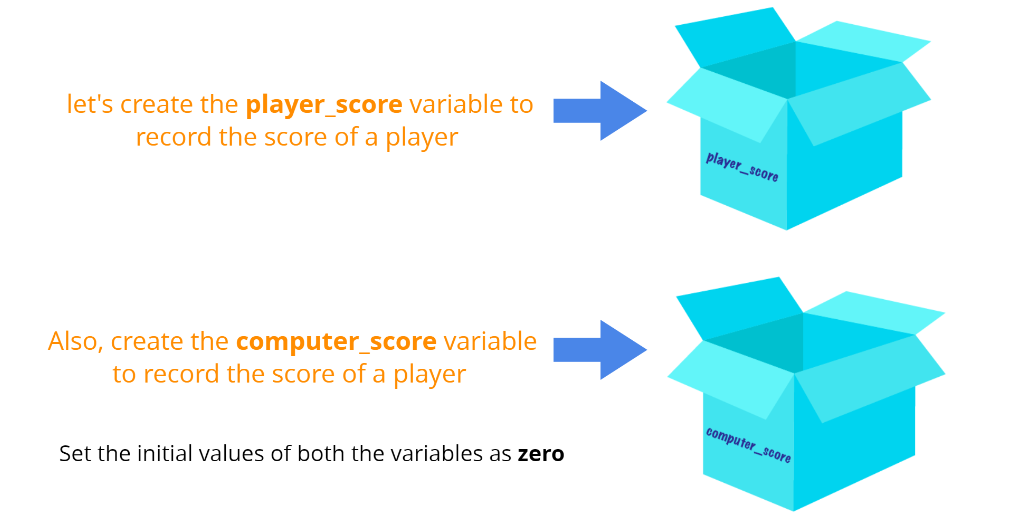 let's create the player_score variable to
record the score of a player
player_score
Also, create the computer_score variable
to record the score of a player
computer_score
Set the initial values of both the variables as zero